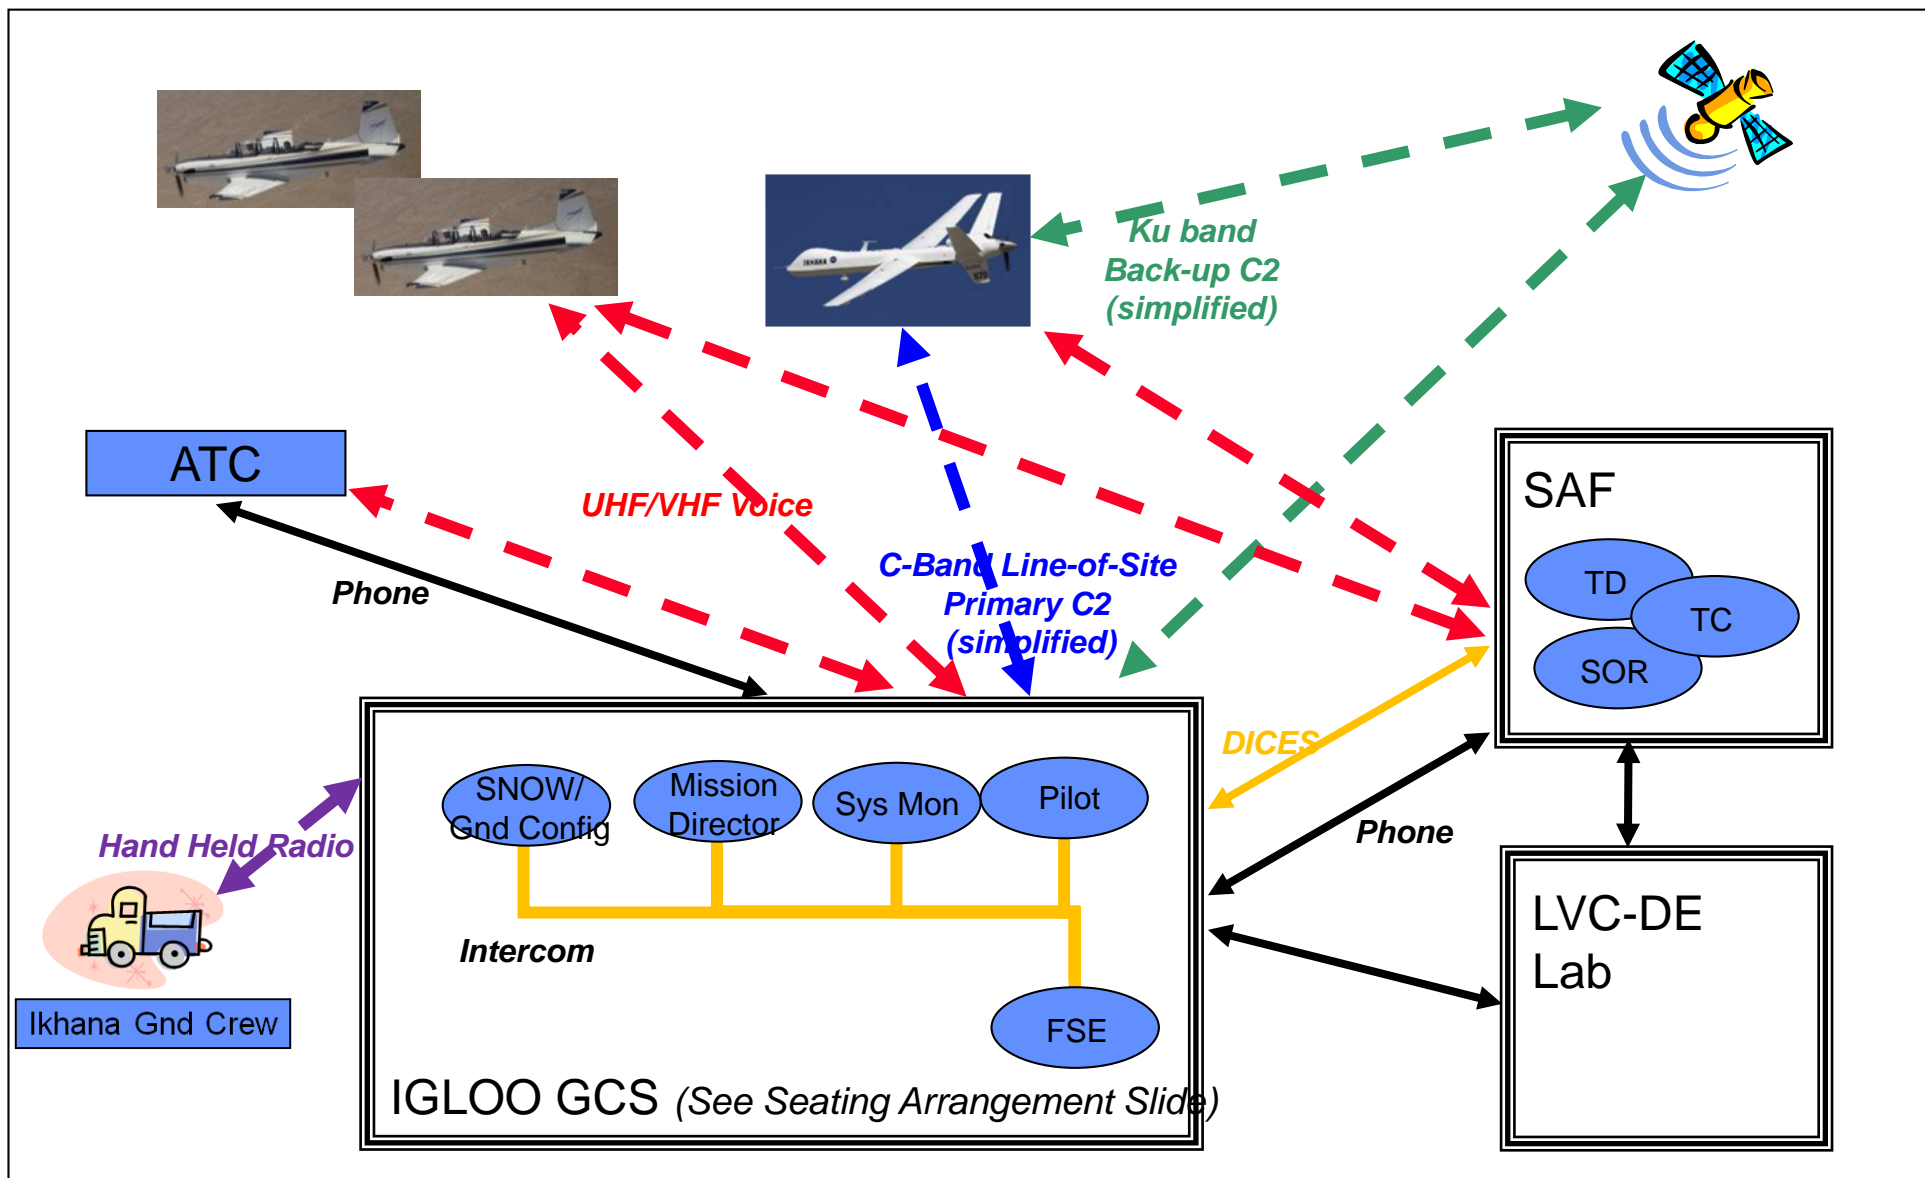 IKHANA
870
Ku band
Back-up C2
(simplified)
ATC
UHF/VHF Voice
SAF
C-Band Line-of-Site
Primary C2
(simplified)
Phone
TD
TC
SOR
DICES
SNOW/
Gnd Config
Mission
Director
Sys Mon
Pilot
Phone
Hand Held Radio
LVC-DE
Lab
Intercom
Ikhana Gnd Crew
FSE
IGLOO GCS (See Seating Arrangement Slide)